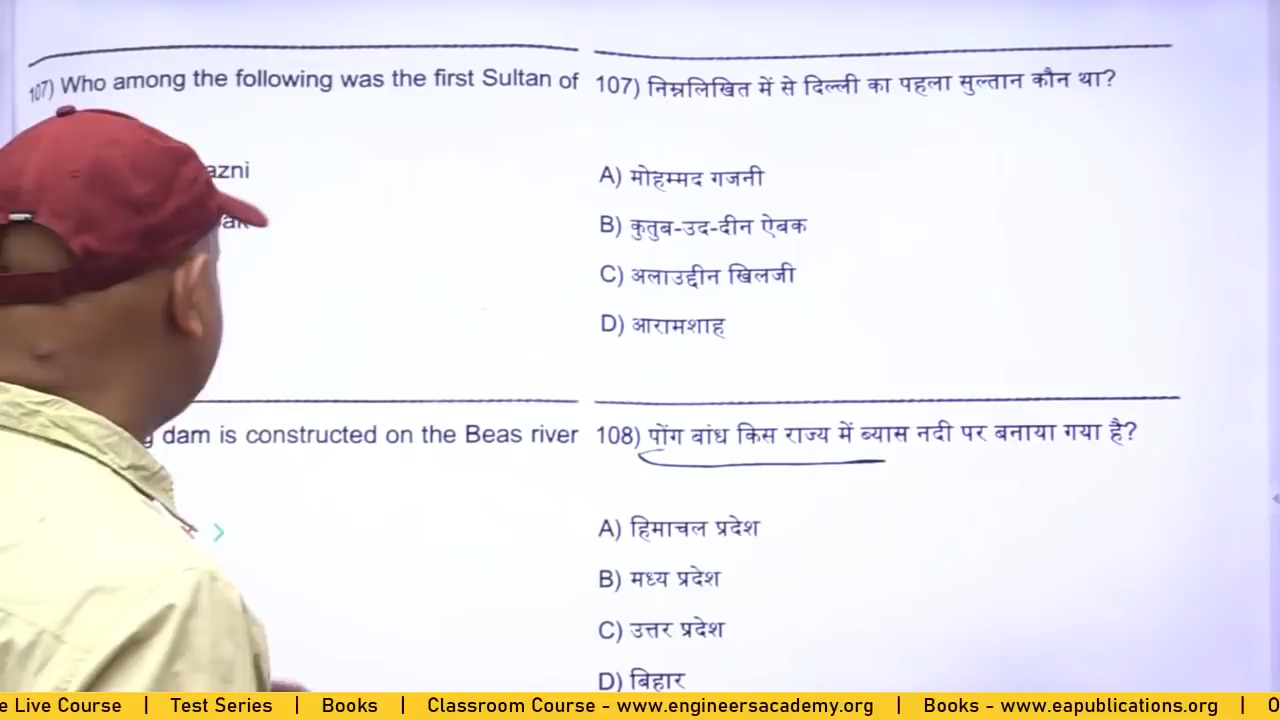 107) Who among the following was the first Sultan of
azni
107) निम्नलिखित में से दिल्ली का पहला सुल्तान कौन था?
A) मोहम्मद गजनी
B) कुतुब-उद-दीन ऐबक
C) अलाउद्दीन खिलजी
D) आरामशाह
dam is constructed on the Beas river
108) पोंग बांध किस राज्य में ब्यास नदी पर बनाया गया है?
A) हिमाचल प्रदेश
B) मध्य प्रदेश
C) उत्तर प्रदेश
D) बिहार
e Live Course | Test Series | Books | Classroom Course - www.engineersacademy.org | Books - www.eapublications.org | O